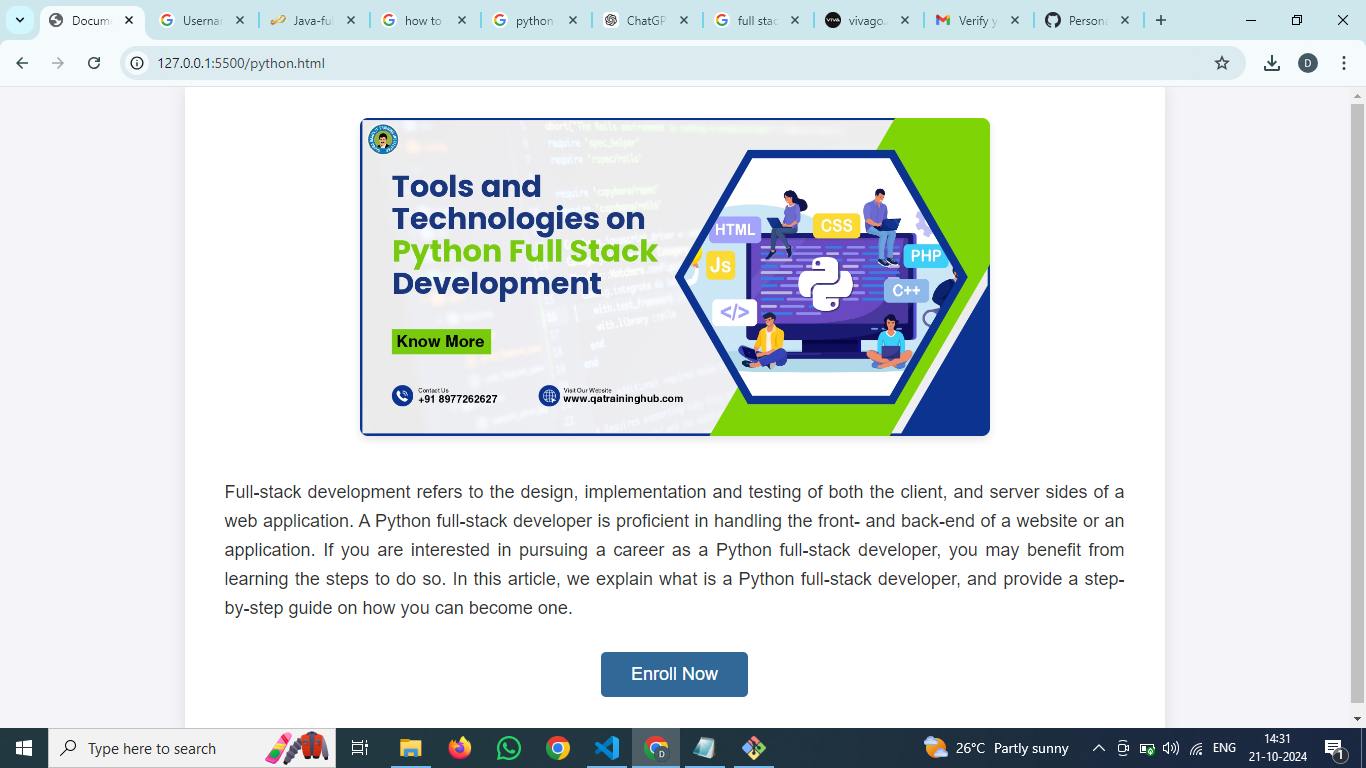 Docum
Usernar
Java-ful
how to
python
ChatGP
full stac
vivago.
Verify y
Person
127.0.0.1:5500/python.html
D
Tools and
Technologies on
Python Full Stack
Development
Know More
Contact Us
+91 8977262627
Visit Our Website
www.qatraininghub.com
HTML
CSS
Js
PHP
C++
</>
Full-stack development refers to the design, implementation and testing of both the client, and server sides of a
web application. A Python full-stack developer is proficient in handling the front- and back-end of a website or an
application. If you are interested in pursuing a career as a Python full-stack developer, you may benefit from
learning the steps to do so. In this article, we explain what is a Python full-stack developer, and provide a step-
by-step guide on how you can become one.
Enroll Now
Type here to search
26°C Partly sunny
ENG
14:31
21-10-2024
1